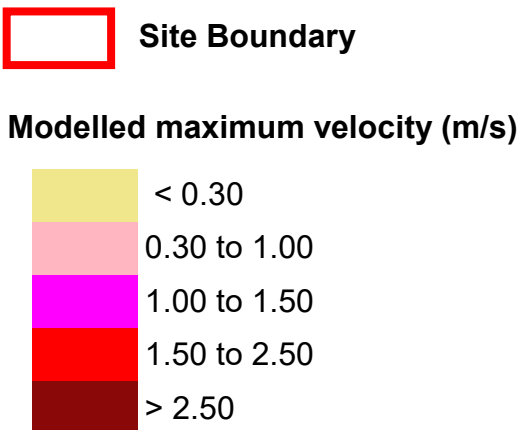 Site Boundary
Modelled maximum velocity (m/s)
< 0.30
0.30 to 1.00
1.00 to 1.50
1.50 to 2.50
> 2.50